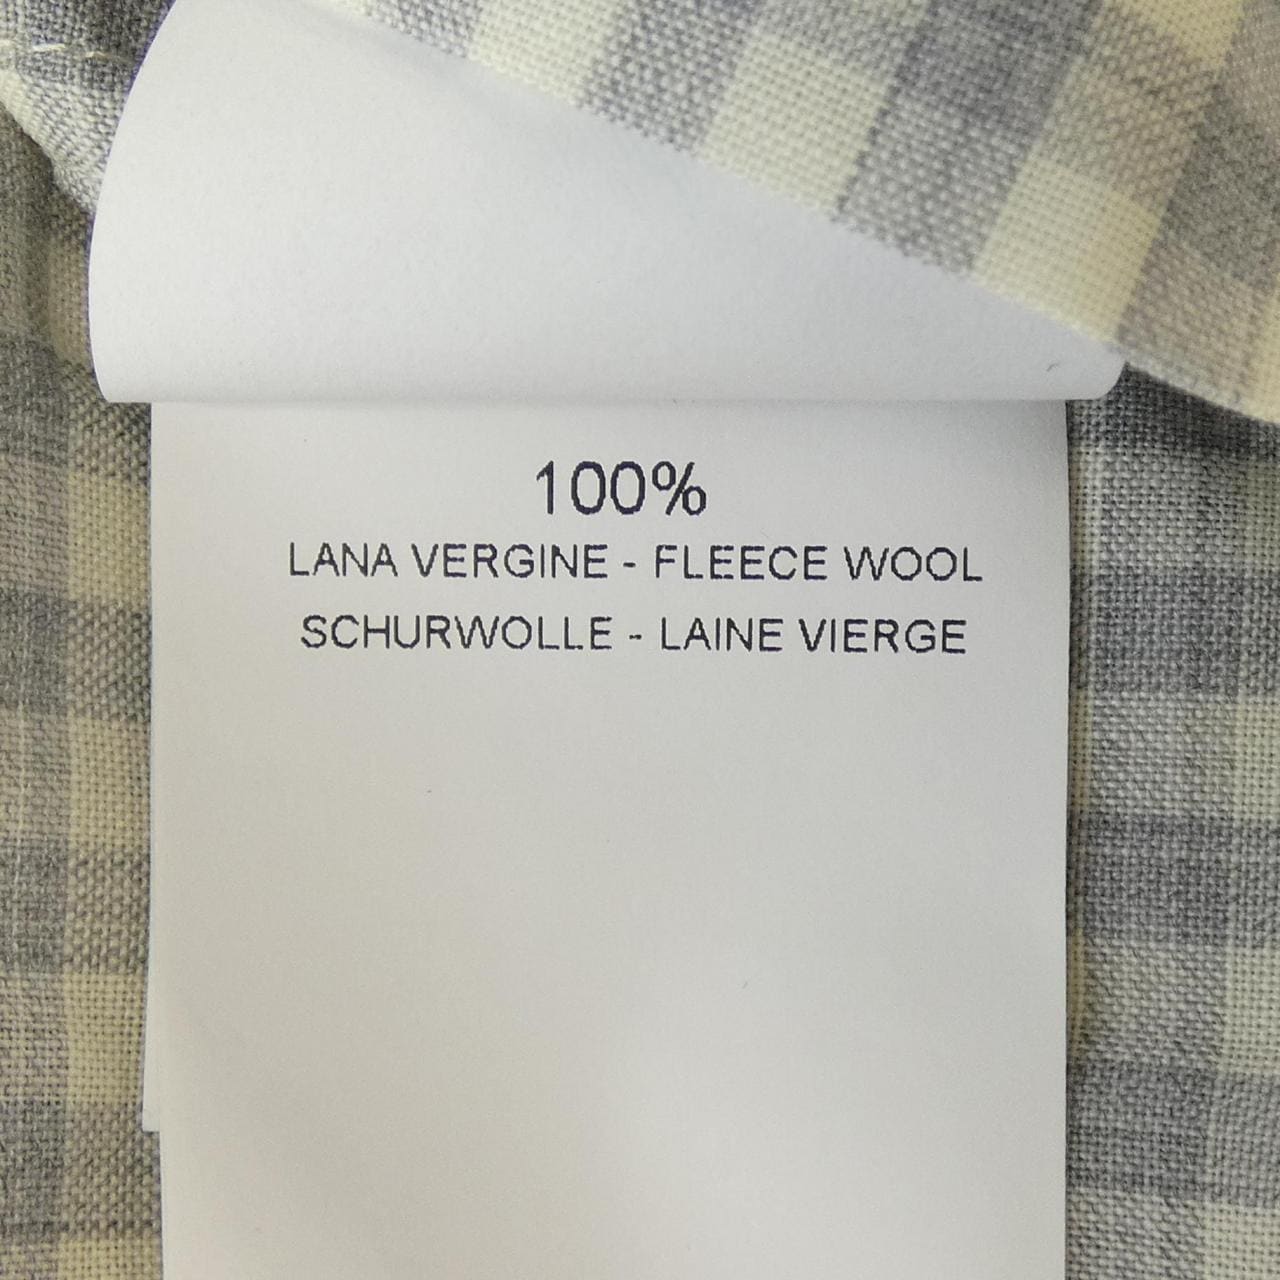 100%
LANA VERGINE - FLEECE WOOL
SCHURWOLLE - LAINE VIERGE